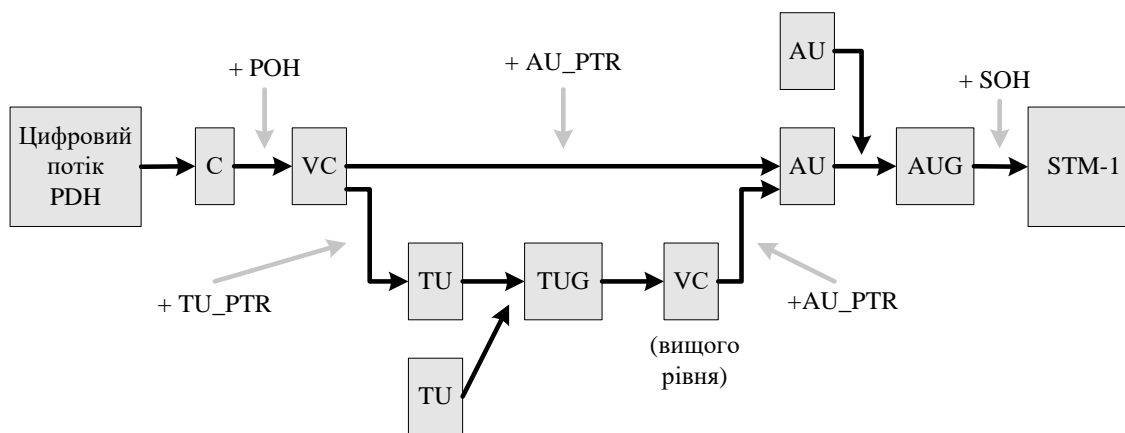 AU
+ POH
+ AU_PTR
+ SOH
Цифровий
потік
PDH
C
VC
AU
AUG
STM-1
TU
TUG
VC
+ TU_PTR
+AU_PTR
(вищого
рівня)
TU